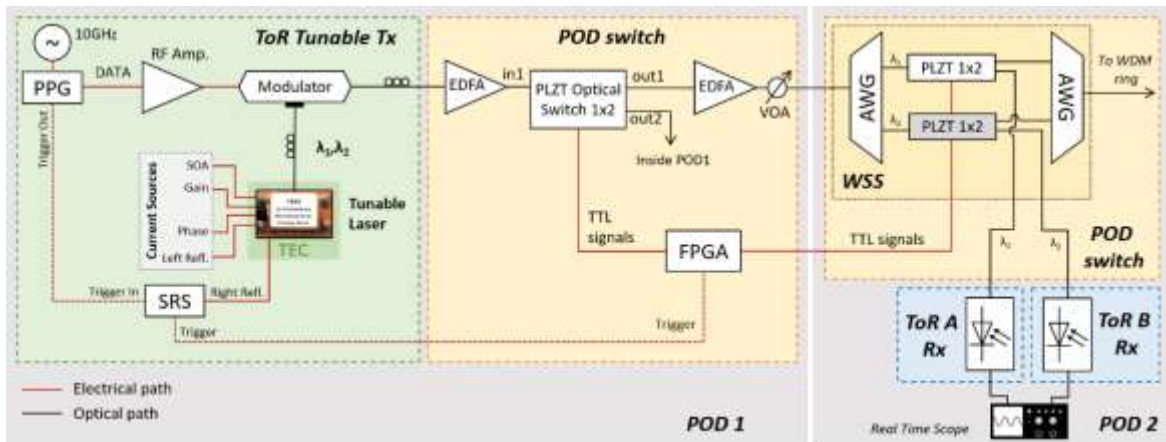 10GHz
~
PPG
DATA
RF Amp.
ToR Tunable Tx
Modulator
Trigger Out
λ₁,λ₂
Current Sources
SOA
Gain
Phase
Left Refl.
Tunable
Laser
TEC
Trigger In
SRS
Right Refl.
Trigger
POD switch
EDFA
in1
PLZT Optical
Switch 1x2
out1
out2
EDFA
VOA
Inside POD1
TTL
signals
FPGA
Trigger
Electrical path
Optical path
POD 1
AWG
λ₁
PLZT 1x2
PLZT 1x2
AWG
To WDM
ring
WSS
TTL signals
POD
switch
ToR A
Rx
ToR B
Rx
Real Time Scope
POD 2